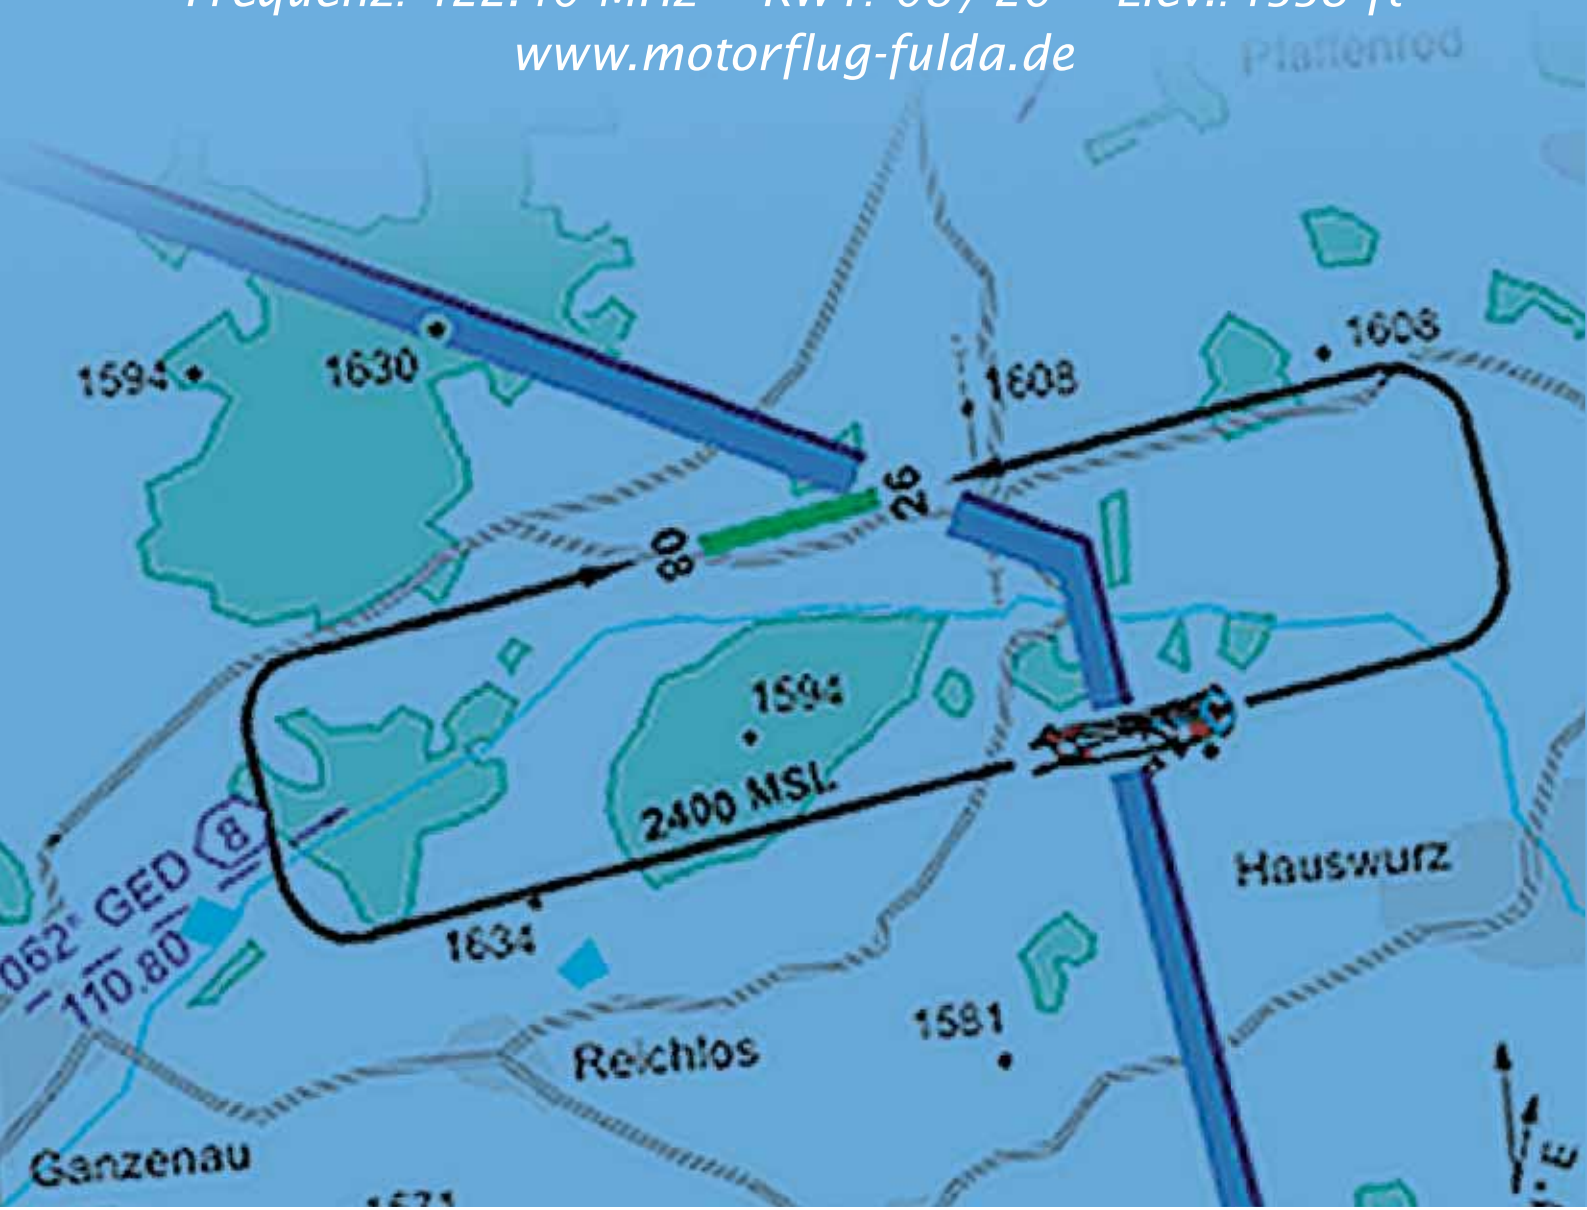 www.motorflug-fulda.de
Pfaffenrod
1608
1594
1630
1608
26
08
1594
2400 MSL
8
062° GED
110.80
Hauswurz
1634
1581
Reichlos
Ganzenau